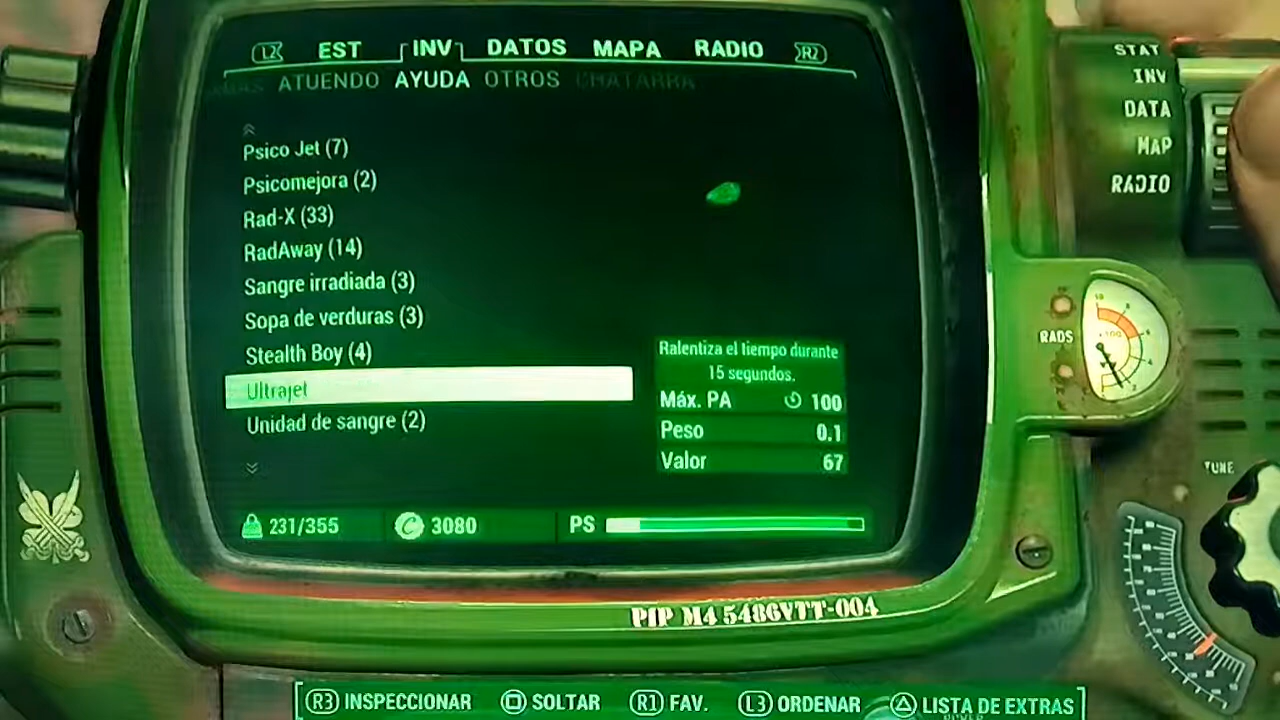 L2 EST INV DATOS MAPA RADIO R2
ATUENDO AYUDA OTROS CHATARRA
Psico Jet (7)
Psicomejora (2)
Rad-X (33)
RadAway (14)
Sangre irradiada (3)
Sopa de verduras (3)
Stealth Boy (4)
Ultrajet
Unidad de sangre (2)
Ralentiza el tiempo durante
15 segundos.
Máx. PA 100
Peso 0.1
Valor 67
231/355 3080 PS
STAT
INV
DATA
MAP
RADIO
RADS
TUNE
PIP M4 5486VTT-004
R3 INSPECCIONAR SOLTAR R1 FAV. L3 ORDENAR LISTA DE EXTRAS